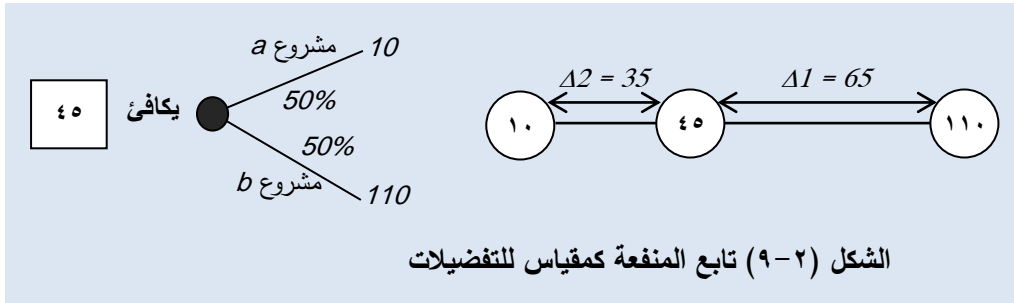 مشروع a
10
Δ2 = 35
Δ1 = 65
50%
٤٥
يكافئ
١٠
٤٥
١١٠
50%
مشروع b
110
الشكل (٢-٩) تابع المنفعة كمقياس للتفضيلات